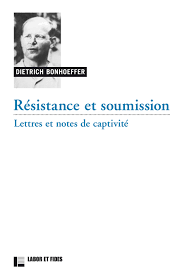 DIETRICH BONHOEFFER
Résistance et soumission
Lettres et notes de captivité
LABOR ET FIDES